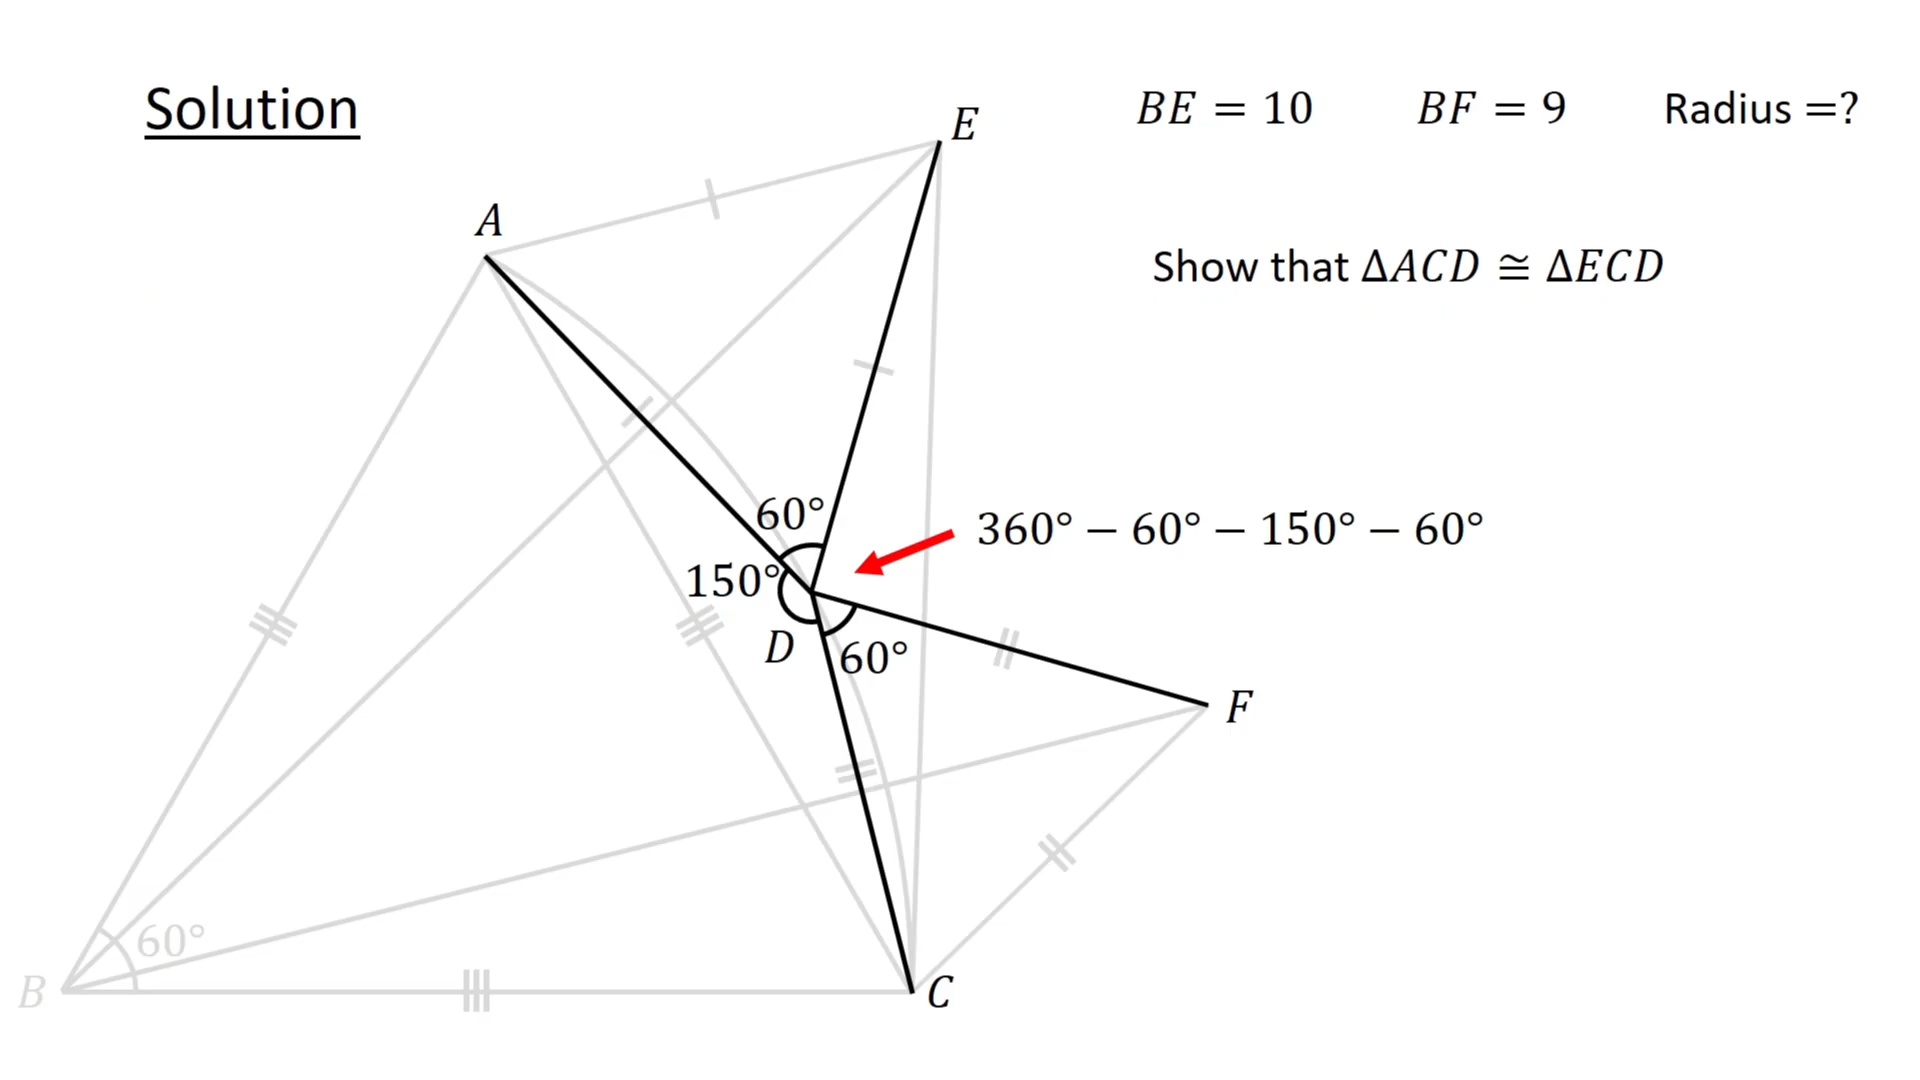 Solution
BE = 10 BF = 9 Radius =?
E
A
Show that ΔACD ≅ ΔECD
60°
360° − 60° − 150° − 60°
150°
D
60°
F
60°
B
C